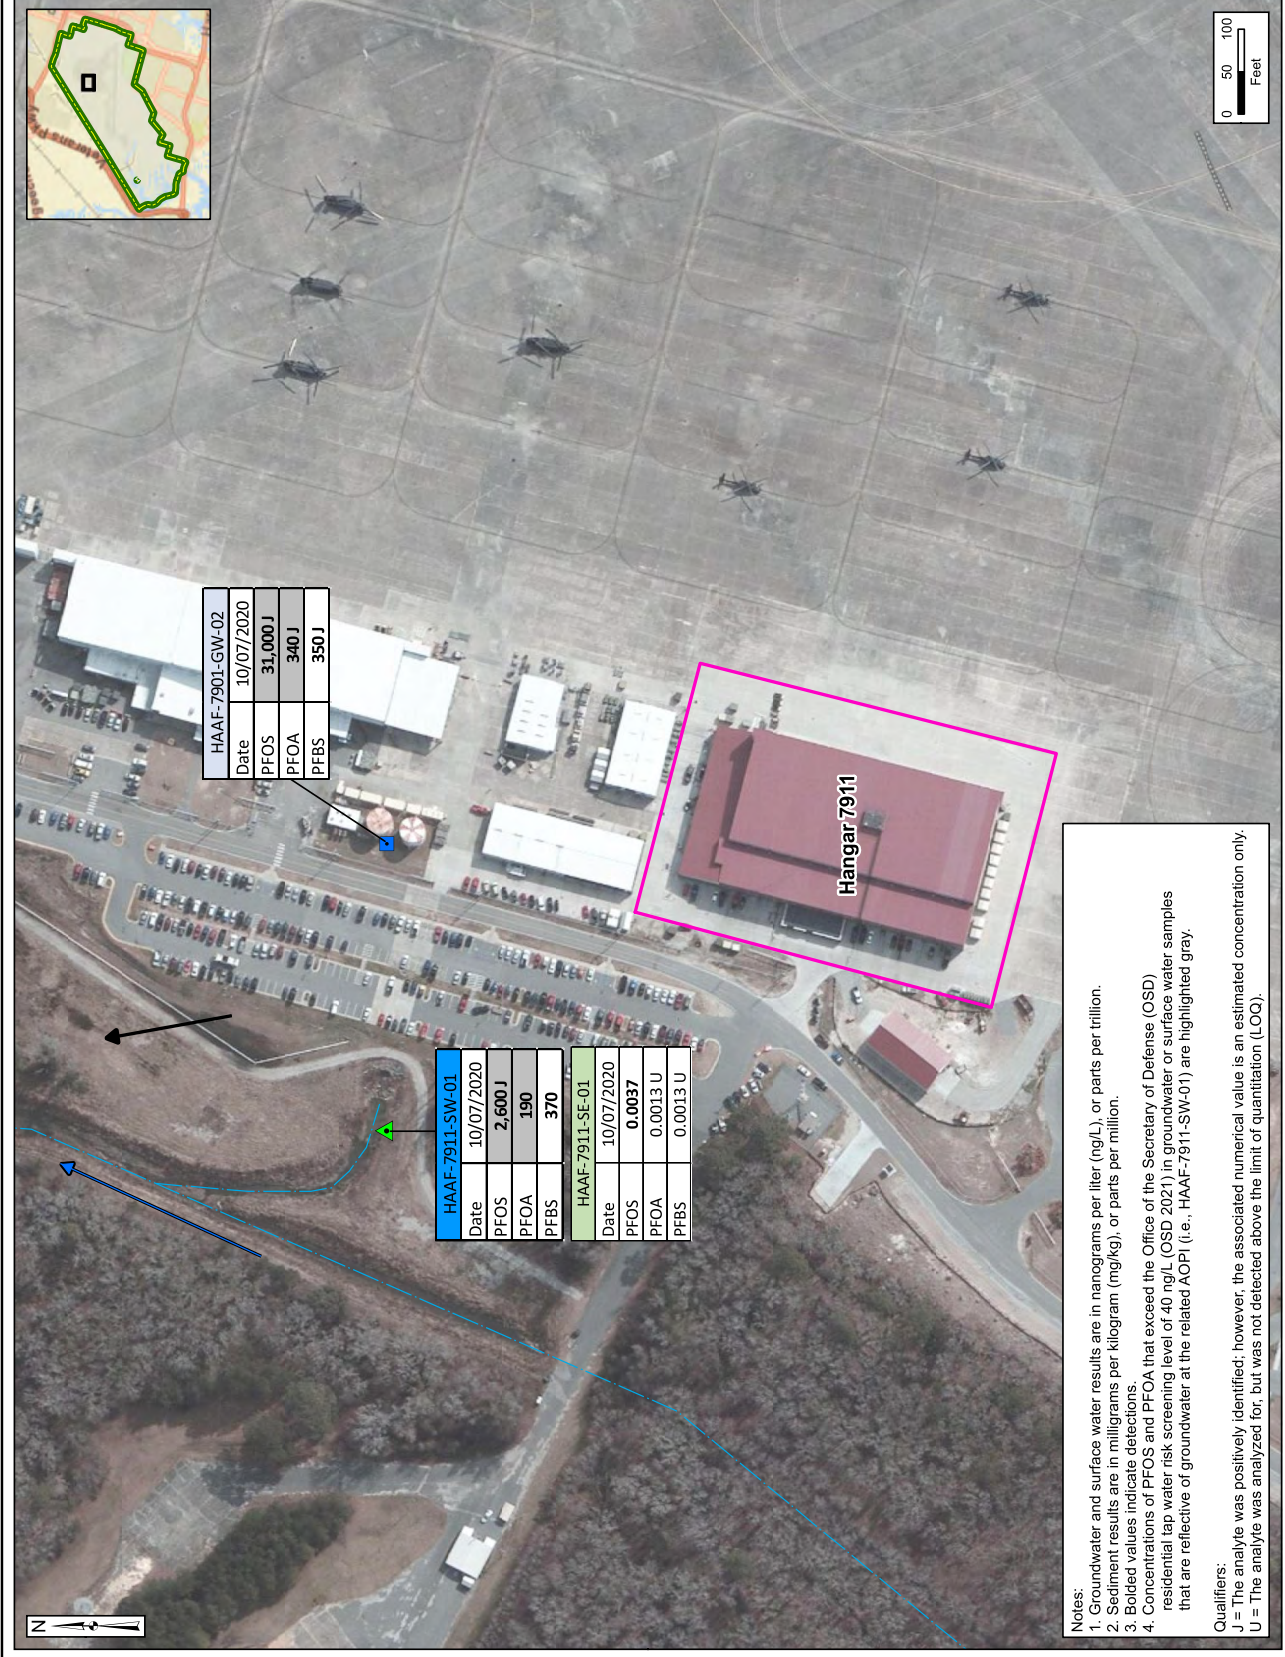 geech
Veterans Pkwy
0 50 100
Feet
HAAF-7901-GW-02
Date 10/07/2020
PFOS 31,000 J
PFOA 340 J
PFBS 350 J
Hangar 7911
HAAF-7911-SW-01
Date 10/07/2020
PFOS 2,600 J
PFOA 190
PFBS 370
HAAF-7911-SE-01
Date 10/07/2020
PFOS 0.0037
PFOA 0.0013 U
PFBS 0.0013 U
N
Notes:
1. Groundwater and surface water results are in nanograms per liter (ng/L), or parts per trillion.
2. Sediment results are in milligrams per kilogram (mg/kg), or parts per million.
3. Bolded values indicate detections.
4. Concentrations of PFOS and PFOA that exceed the Office of the Secretary of Defense (OSD)
residential tap water risk screening level of 40 ng/L (OSD 2021) in groundwater or surface water samples
that are reflective of groundwater at the related AOPI (i.e., HAAF-7911-SW-01) are highlighted gray.
Qualifiers:
J = The analyte was positively identified; however, the associated numerical value is an estimated concentration only.
U = The analyte was analyzed for, but was not detected above the limit of quantitation (LOQ).